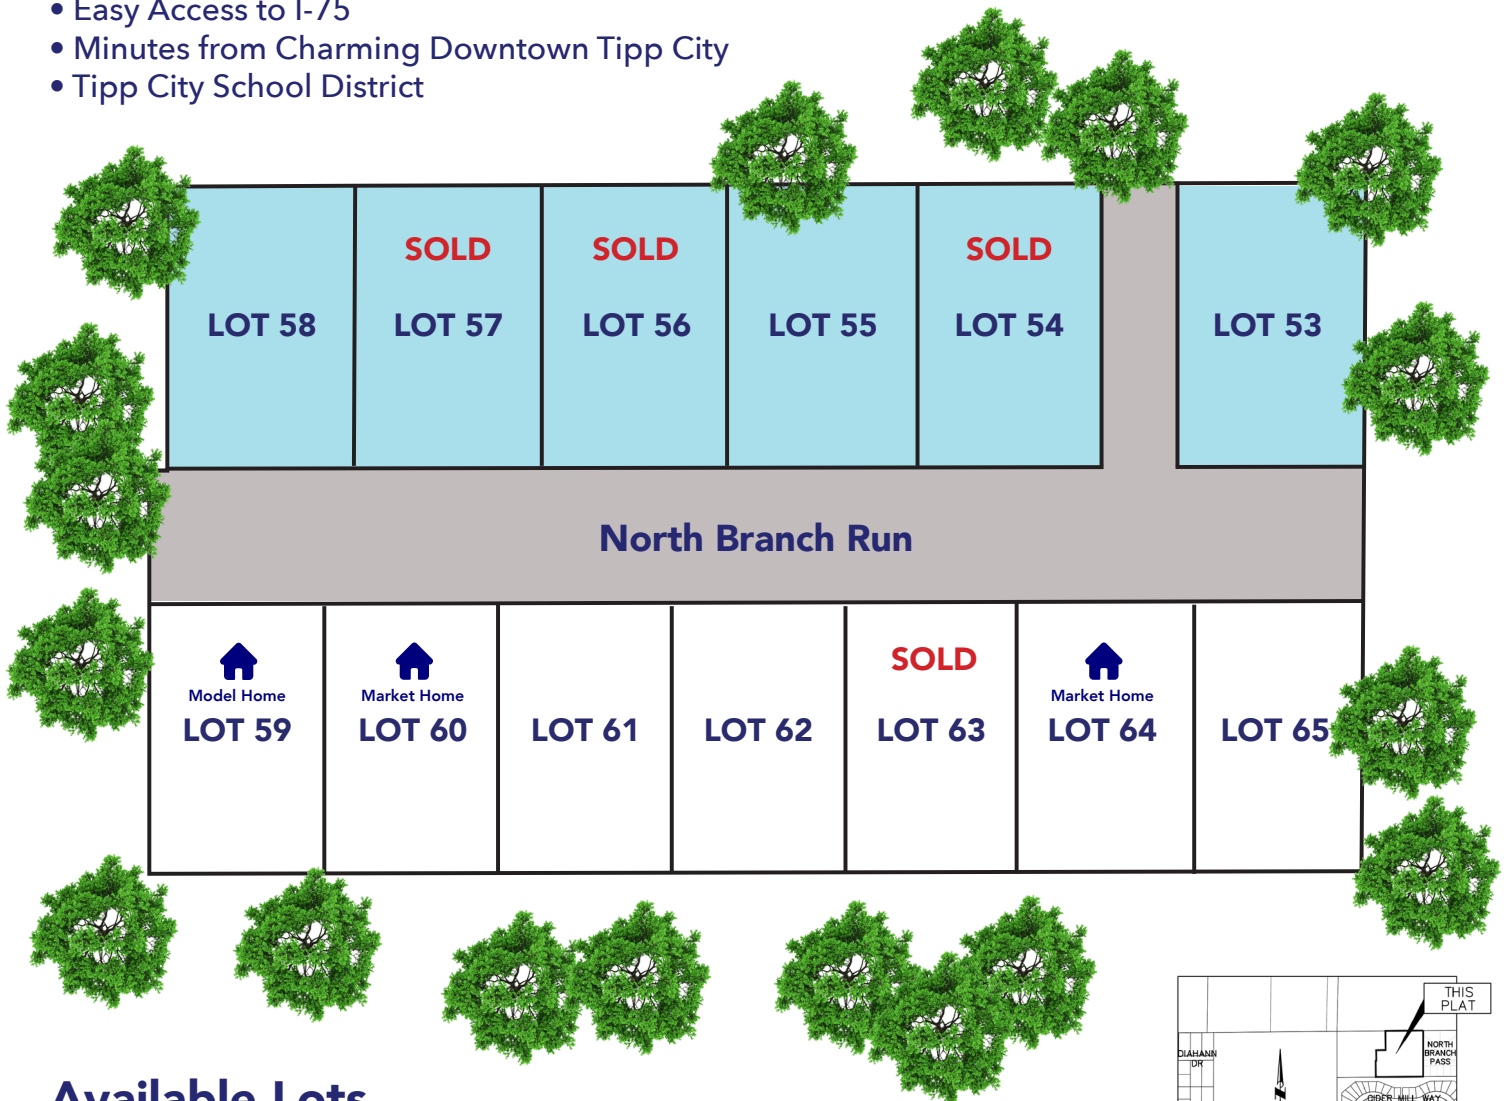 • Easy Access to I-75
• Minutes from Charming Downtown Tipp City
• Tipp City School District
SOLD SOLD SOLD
LOT 58 LOT 57 LOT 56 LOT 55 LOT 54 LOT 53
North Branch Run
SOLD
Model Home Market Home Market Home
LOT 59 LOT 60 LOT 61 LOT 62 LOT 63 LOT 64 LOT 65
THIS
PLAT
DIAHANN
DR
NORTH
BRANCH
PASS
CIDER MILL WAY
Available Lots